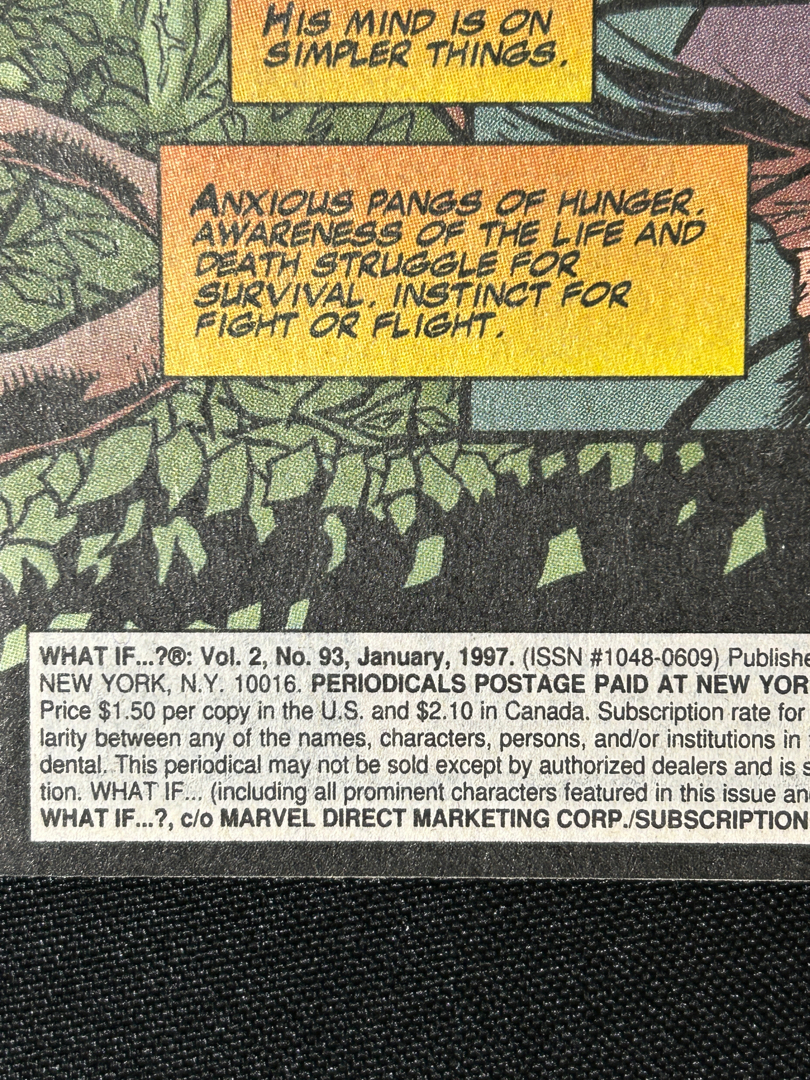 HIS MIND IS ON
SIMPLER THINGS.
ANXIOUS PANGS OF HUNGER.
AWARENESS OF THE LIFE AND
DEATH STRUGGLE FOR
SURVIVAL. INSTINCT FOR
FIGHT OR FLIGHT.
WHAT IF...?®: Vol. 2, No. 93, January, 1997. (ISSN #1048-0609) Publishe
NEW YORK, N.Y. 10016. PERIODICALS POSTAGE PAID AT NEW YOR
Price $1.50 per copy in the U.S. and $2.10 in Canada. Subscription rate for
larity between any of the names, characters, persons, and/or institutions in
dental. This periodical may not be sold except by authorized dealers and is s
tion. WHAT IF... (including all prominent characters featured in this issue an
WHAT IF...?, c/o MARVEL DIRECT MARKETING CORP./SUBSCRIPTION